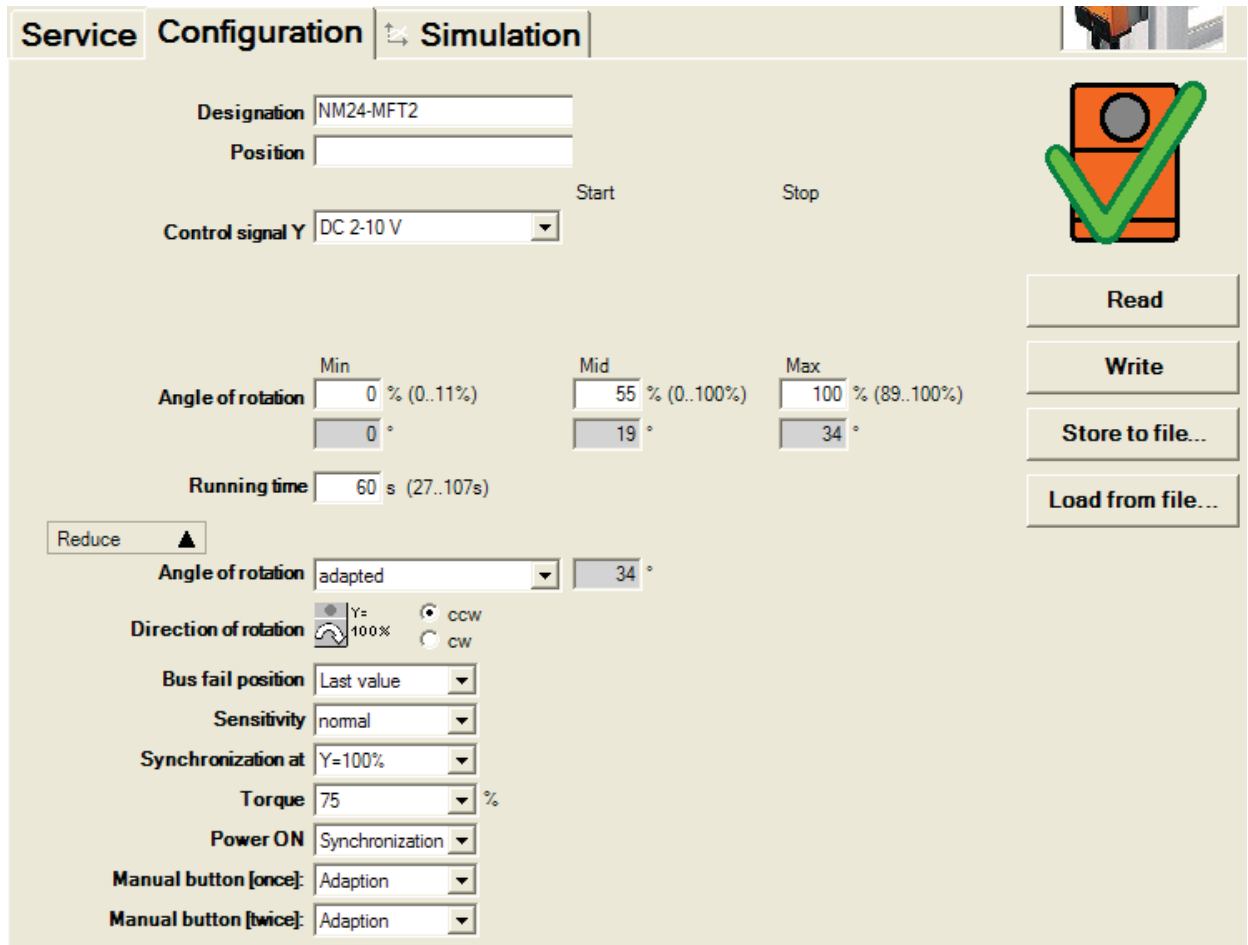 Service Configuration Simulation
Designation NM24-MFT2
Position
Start Stop
Control signal Y DC 2-10 V
Read
Min Mid Max
Write
Angle of rotation 0 % (0..11%) 55 % (0..100%) 100 % (89..100%)
0 ° 19 ° 34 °
Store to file...
Running time 60 s (27..107s)
Load from file...
Reduce ▲
Angle of rotation adapted 34 °
Direction of rotation Y= 100% ccw
cw
Bus fail position Last value
Sensitivity normal
Synchronization at Y=100%
Torque 75 %
Power ON Synchronization
Manual button [once]: Adaption
Manual button [twice]: Adaption